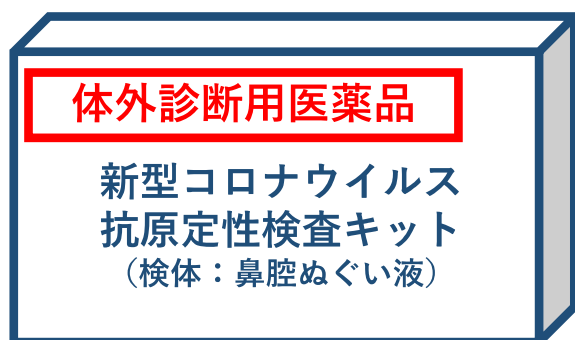 体外診断用医薬品
新型コロナウイルス
抗原定性検査キット
（検体：鼻腔ぬぐい液）